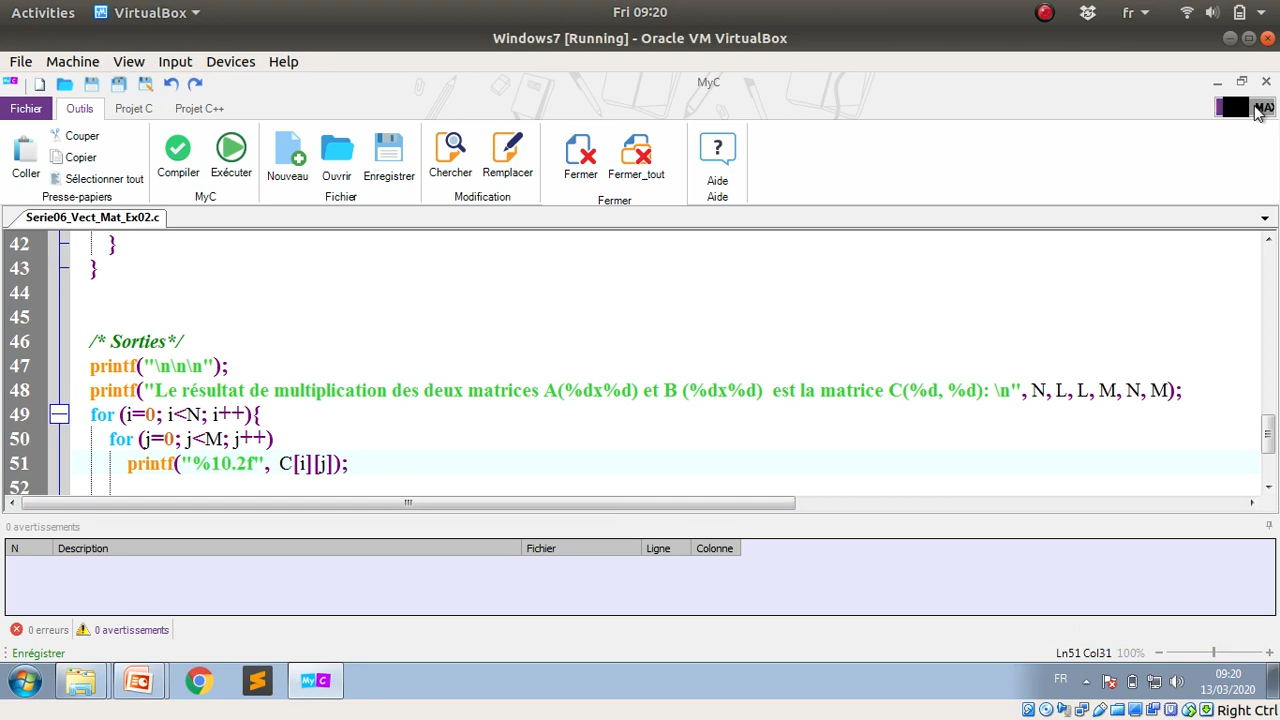 Activities VirtualBox Fri 09:20 fr
Windows7 [Running] - Oracle VM VirtualBox
File Machine View Input Devices Help
MyC MyC
Fichier Outils Projet C Projet C++ MAX
Coller
Couper
Copier
Sélectionner tout
Presse-papiers
Compiler Exécuter
MyC
Nouveau Ouvrir Enregistrer
Fichier
Chercher Remplacer
Modification
Fermer Fermer_tout
Fermer
Aide
Aide
Serie06_Vect_Mat_Ex02.c
42 }
43 }
44
45
46 /* Sorties*/
47 printf("\n\n\n");
48 printf("Le résultat de multiplication des deux matrices A(%dx%d) et B (%dx%d)  est la matrice C(%d, %d): \n", N, L, L, M, N, M);
49 for (i=0; i<N; i++){
50 for (j=0; j<M; j++)
51 printf("%10.2f",  C[i][j]);
52
0 avertissements
N Description Fichier Ligne Colonne
0 erreurs 0 avertissements
Enrégistrer Ln51 Col31 100%
MyC FR 09:20
13/03/2020
Right Ctrl